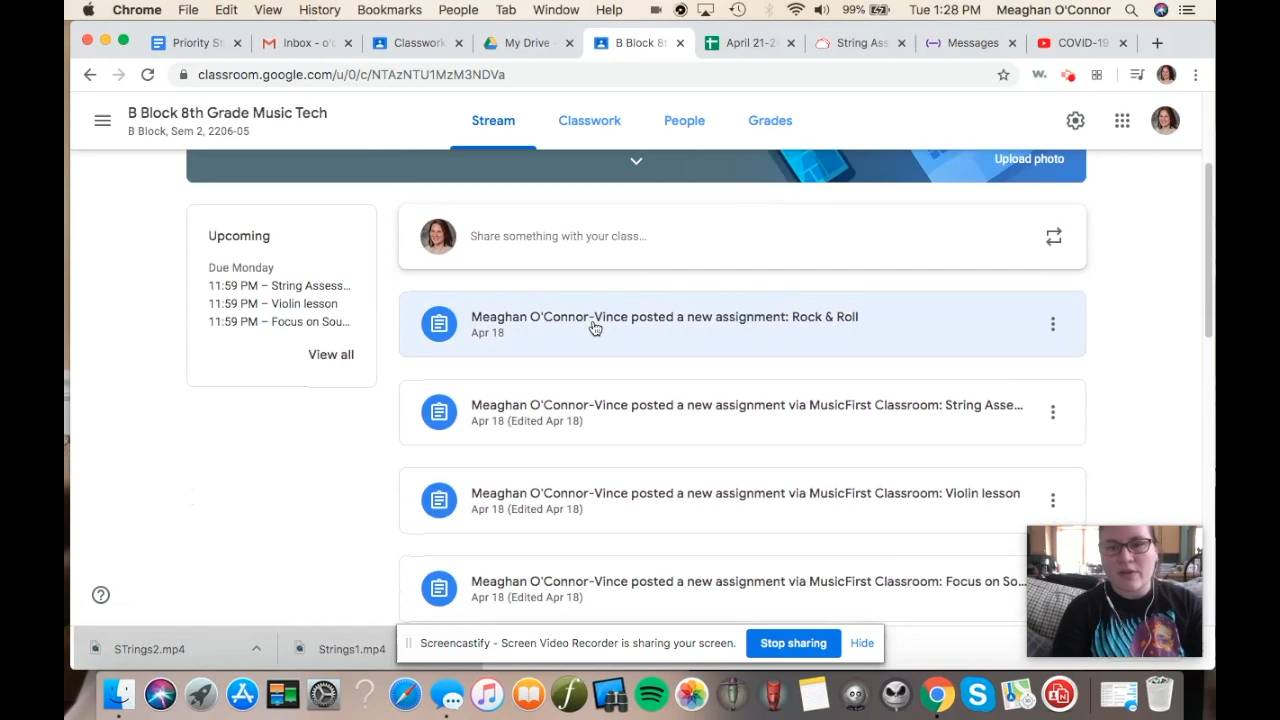 Chrome File Edit View History Bookmarks People Tab Window Help 99% Tue 1:28 PM Meaghan O'Connor
Priority St Inbox - o'c Classwork My Drive - B Block 8t April 21-2 String Ass Messages COVID-19
classroom.google.com/u/0/c/NTAzNTU1MzM3NDVa
W.
B Block 8th Grade Music Tech
B Block, Sem 2, 2206-05
Stream Classwork People Grades
Upload photo
Upcoming
Due Monday
11:59 PM – String Assess...
11:59 PM – Violin lesson
11:59 PM – Focus on Sou...
View all
Share something with your class...
Meaghan O'Connor-Vince posted a new assignment: Rock & Roll
Apr 18
Meaghan O'Connor-Vince posted a new assignment via MusicFirst Classroom: String Asse...
Apr 18 (Edited Apr 18)
Meaghan O'Connor-Vince posted a new assignment via MusicFirst Classroom: Violin lesson
Apr 18 (Edited Apr 18)
Meaghan O'Connor-Vince posted a new assignment via MusicFirst Classroom: Focus on So...
Apr 18 (Edited Apr 18)
STrings2.mp4 Strings1.mp4
Screencastify - Screen Video Recorder is sharing your screen. Stop sharing Hide